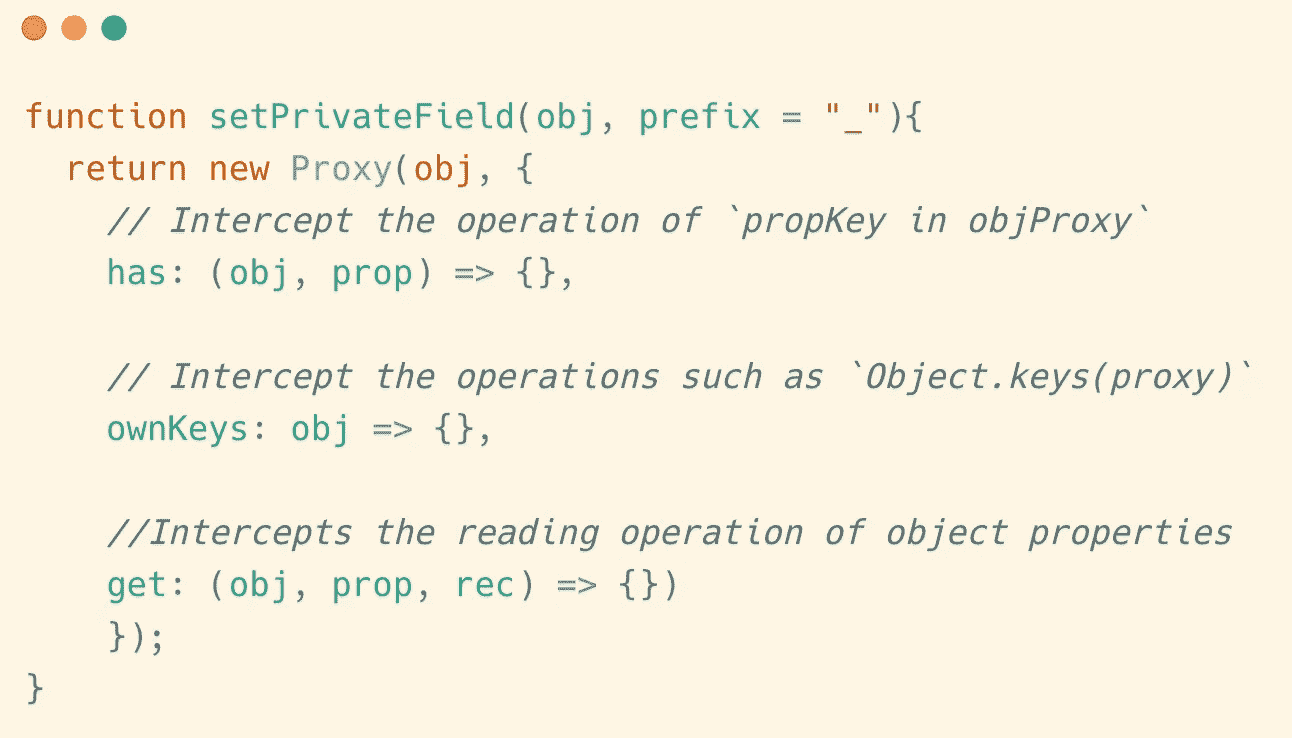 function setPrivateField(obj, prefix = "_"){
  return new Proxy(obj, {
    // Intercept the operation of `propKey in objProxy`
    has: (obj, prop) => {},

    // Intercept the operations such as `Object.keys(proxy)`
    ownKeys: obj => {},

    //Intercepts the reading operation of object properties
    get: (obj, prop, rec) => {})
    });
}